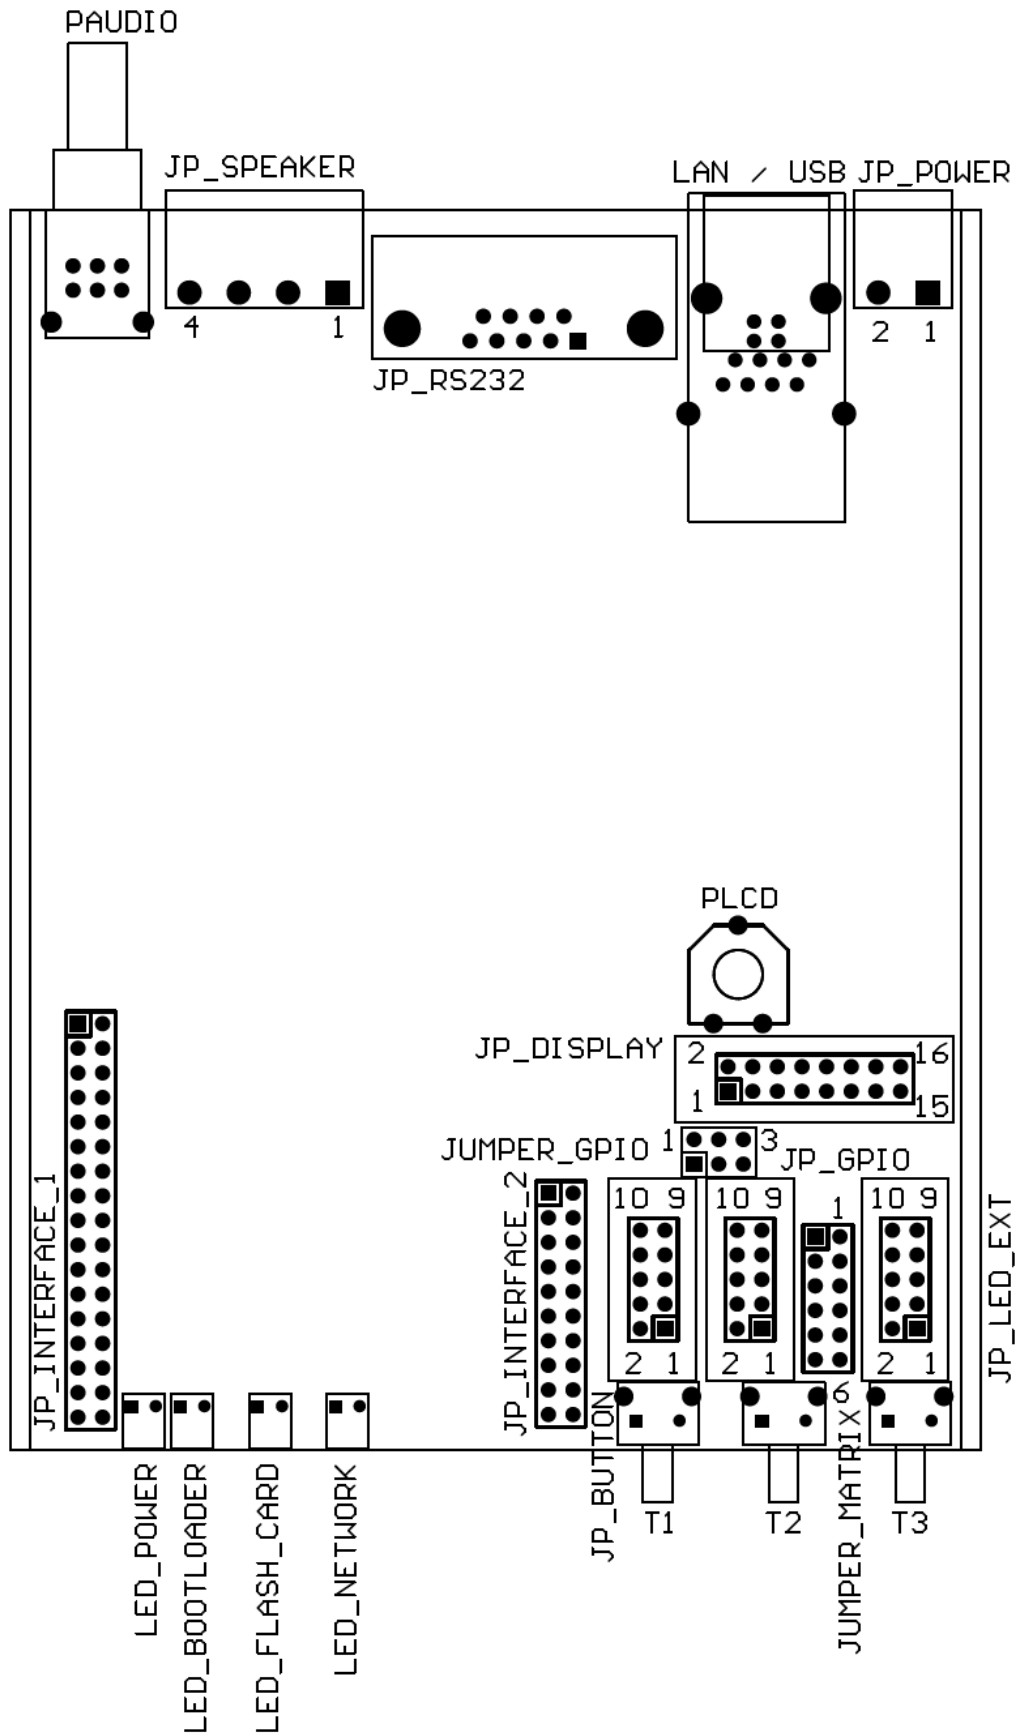 PAUDIO
JP_SPEAKER
LAN / USB
JP_POWER
4 1
2 1
JP_RS232
PLCD
JP_DISPLAY
2 16
1 15
JUMPER_GPIO
1 3
JP_GPIO
JP_INTERFACE_1
JP_INTERFACE_2
10 9
10 9
1
10 9
JP_LED_EXT
2 1
2 1
2 1
6
JP_BUTTON
JUMPER_MATRIX
T1
T2
T3
LED_POWER
LED_BOOTLOADER
LED_FLASH_CARD
LED_NETWORK